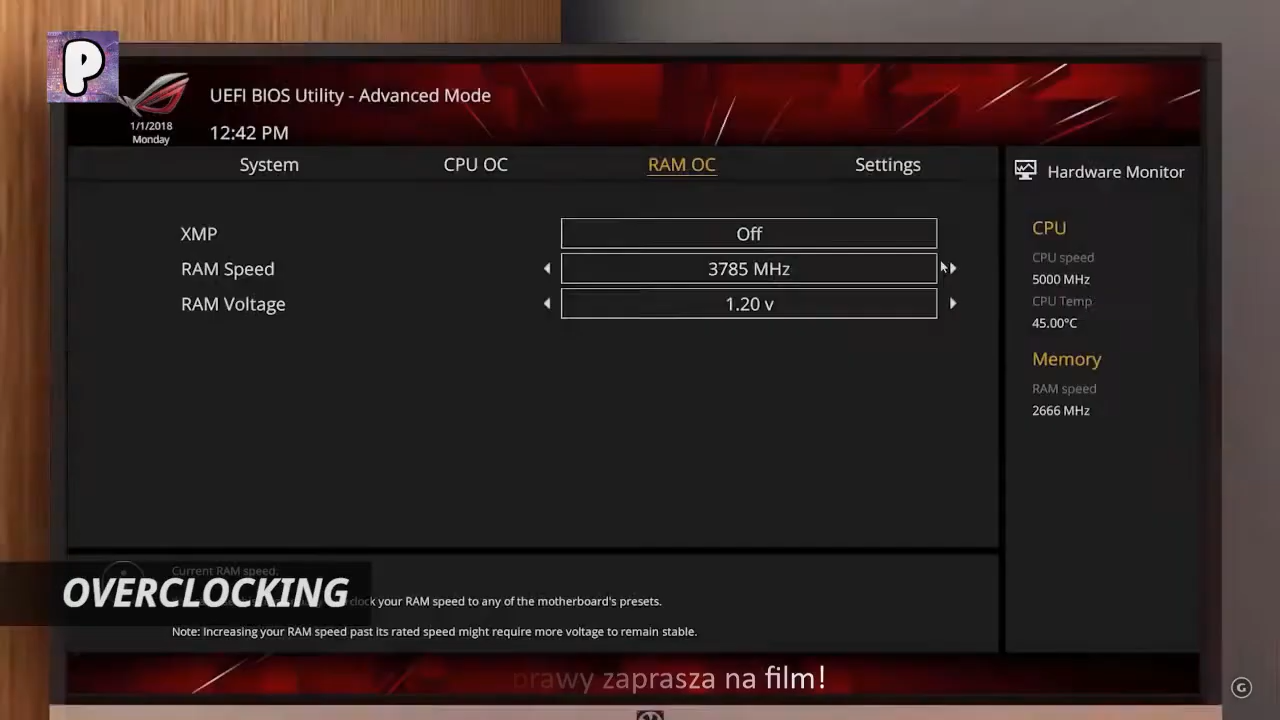 P
UEFI BIOS Utility - Advanced Mode
1/1/2018
Monday
12:42 PM
System
CPU OC
RAM OC
Settings
Hardware Monitor
XMP
Off
RAM Speed
3785 MHz
RAM Voltage
1.20 v
CPU
CPU speed
5000 MHz
CPU Temp
45.00°C
Memory
RAM speed
2666 MHz
Current RAM speed.
OVERCLOCKING
your RAM speed to any of the motherboard's presets.
Note: Increasing your RAM speed past its rated speed might require more voltage to remain stable.
zaprasza na film!
G